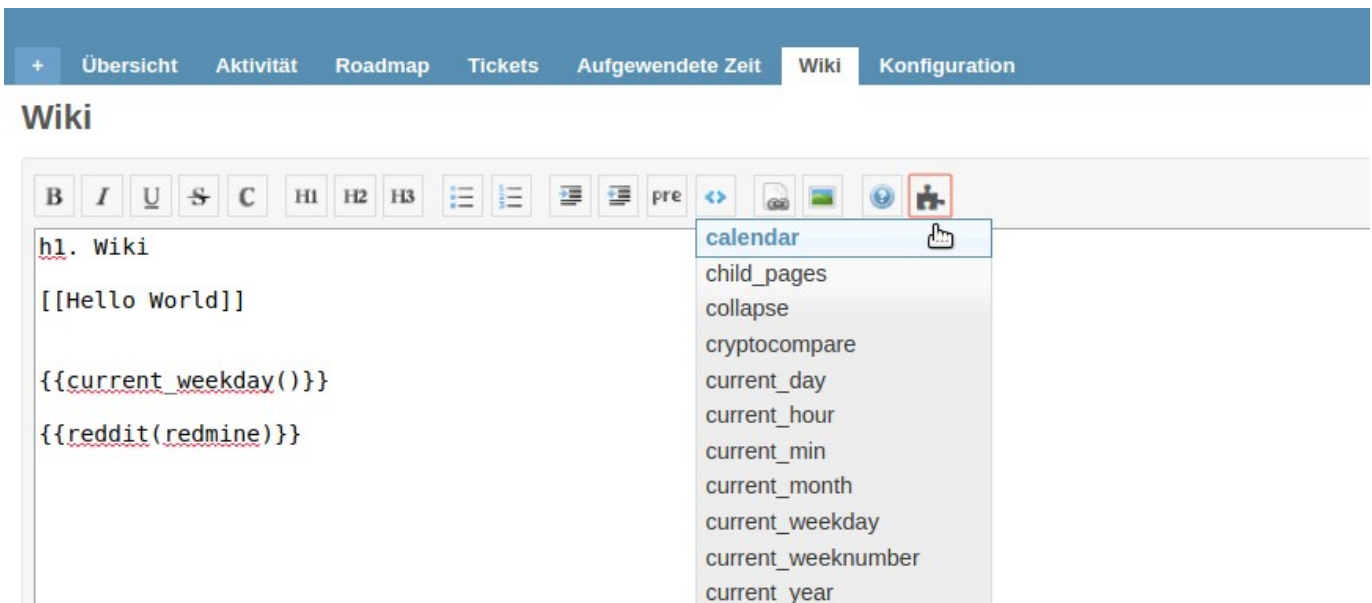 + Übersicht Aktivität Roadmap Tickets Aufgewendete Zeit Wiki Konfiguration
Wiki
B I U S C H1 H2 H3 pre <> ?
h1. Wiki
[[Hello World]]
{{current_weekday()}}
{{reddit(redmine)}}
calendar
child_pages
collapse
cryptocompare
current_day
current_hour
current_min
current_month
current_weekday
current_weeknumber
current_year